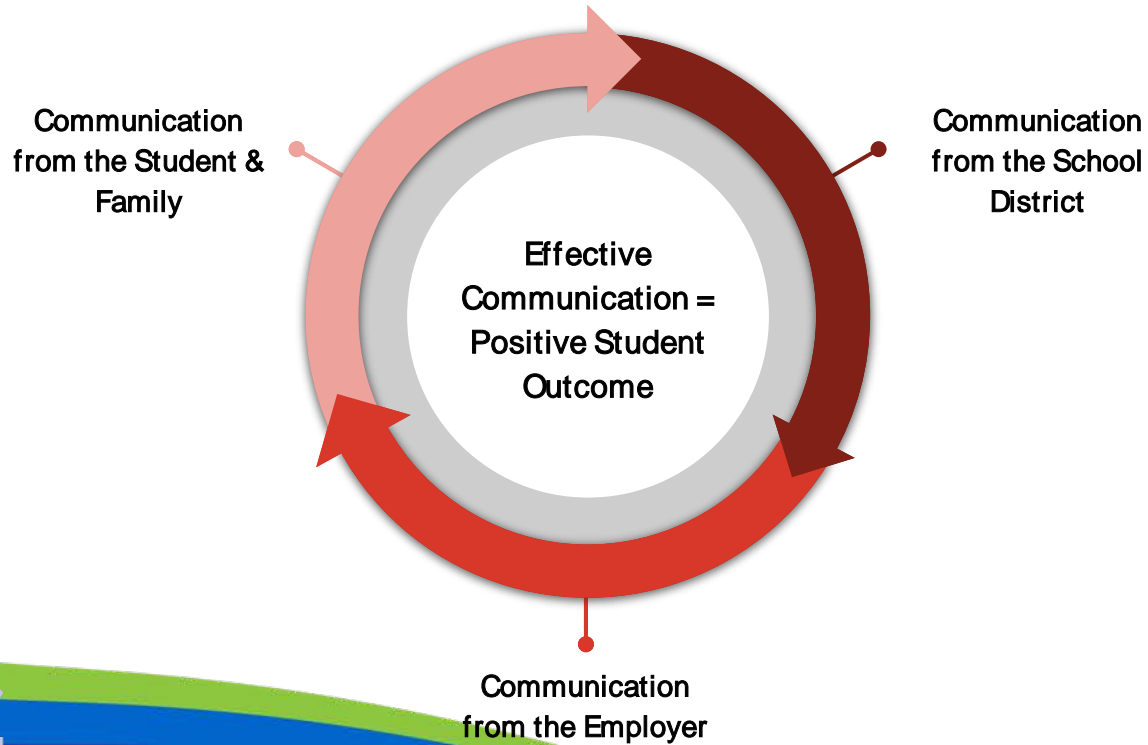 Communication
from the Student &
Family
Communication
from the School
District
Effective
Communication =
Positive Student
Outcome
Communication
from the Employer